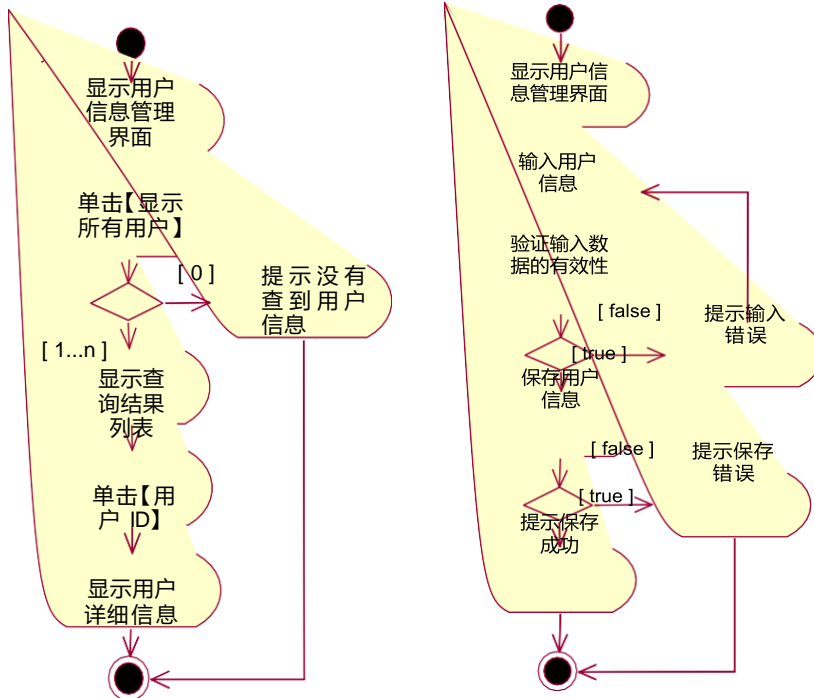 显示用户
信息管理
界面
单击【显示
所有用户】
[ 0 ]
提示没有
查到用户
信息
[ 1...n ]
显示查
询结果
列表
单击【用
户 ID】
显示用户
详细信息
显示用户信
息管理界面
输入用户
信息
验证输入数
据的有效性
[ false ]
提示输入
错误
[ true ]
保存用户
信息
[ false ]
提示保存
错误
[ true ]
提示保存
成功